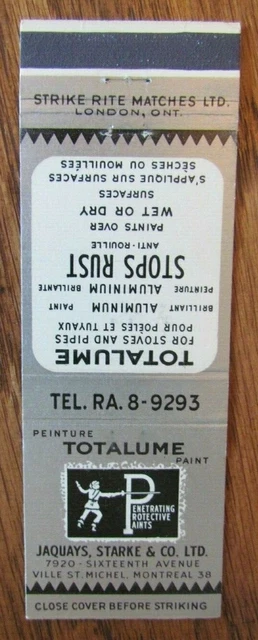 STRIKE RITE MATCHES LTD.
LONDON, ONT.
TOTALUME
FOR STOVES AND PIPES
POUR POÊLES ET TUYAUX
BRILLIANT ALUMINUM PAINT
PEINTURE ALUMINIUM BRILLANTE
STOPS RUST
ANTI-ROUILLE
PAINTS OVER
WET OR DRY
SURFACES
S'APPLIQUE SUR SURFACES
SÈCHES OU MOUILLÉES
TEL. RA. 8-9293
PEINTURE
TOTALUME
PAINT
PENETRATING
PROTECTIVE
PAINTS
JAQUAYS, STARKE & CO. LTD.
7920 - SIXTEENTH AVENUE
VILLE ST. MICHEL, MONTREAL 38
CLOSE COVER BEFORE STRIKING